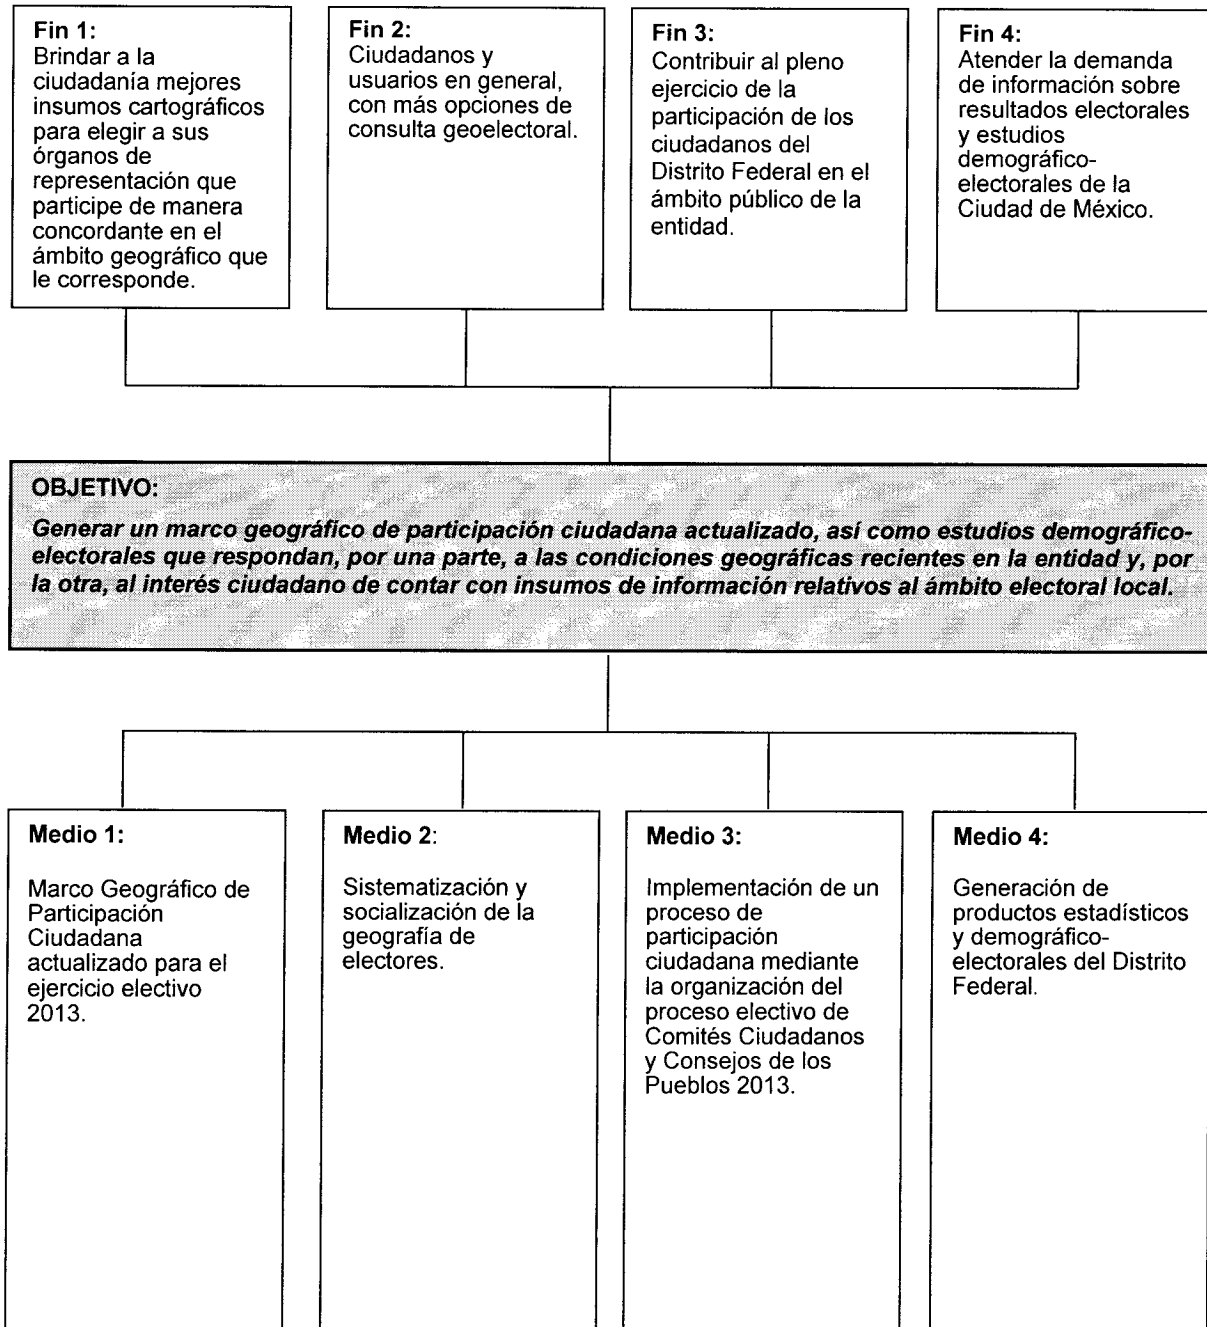 Fin 1:
Brindar a la
ciudadanía mejores
insumos cartográficos
para elegir a sus
órganos de
representación que
participe de manera
concordante en el
ámbito geográfico que
le corresponde.
Fin 2:
Ciudadanos y
usuarios en general,
con más opciones de
consulta geoelectoral.
Fin 3:
Contribuir al pleno
ejercicio de la
participación de los
ciudadanos del
Distrito Federal en el
ámbito público de la
entidad.
Fin 4:
Atender la demanda
de información sobre
resultados electorales
y estudios
demográfico-
electorales de la
Ciudad de México.
OBJETIVO:
Generar un marco geográfico de participación ciudadana actualizado, así como estudios demográfico-
electorales que respondan, por una parte, a las condiciones geográficas recientes en la entidad y, por
la otra, al interés ciudadano de contar con insumos de información relativos al ámbito electoral local.
Medio 1:
Marco Geográfico de
Participación
Ciudadana
actualizado para el
ejercicio electivo
2013.
Medio 2:
Sistematización y
socialización de la
geografía de
electores.
Medio 3:
Implementación de un
proceso de
participación
ciudadana mediante
la organización del
proceso electivo de
Comités Ciudadanos
y Consejos de los
Pueblos 2013.
Medio 4:
Generación de
productos estadísticos
y demográfico-
electorales del Distrito
Federal.